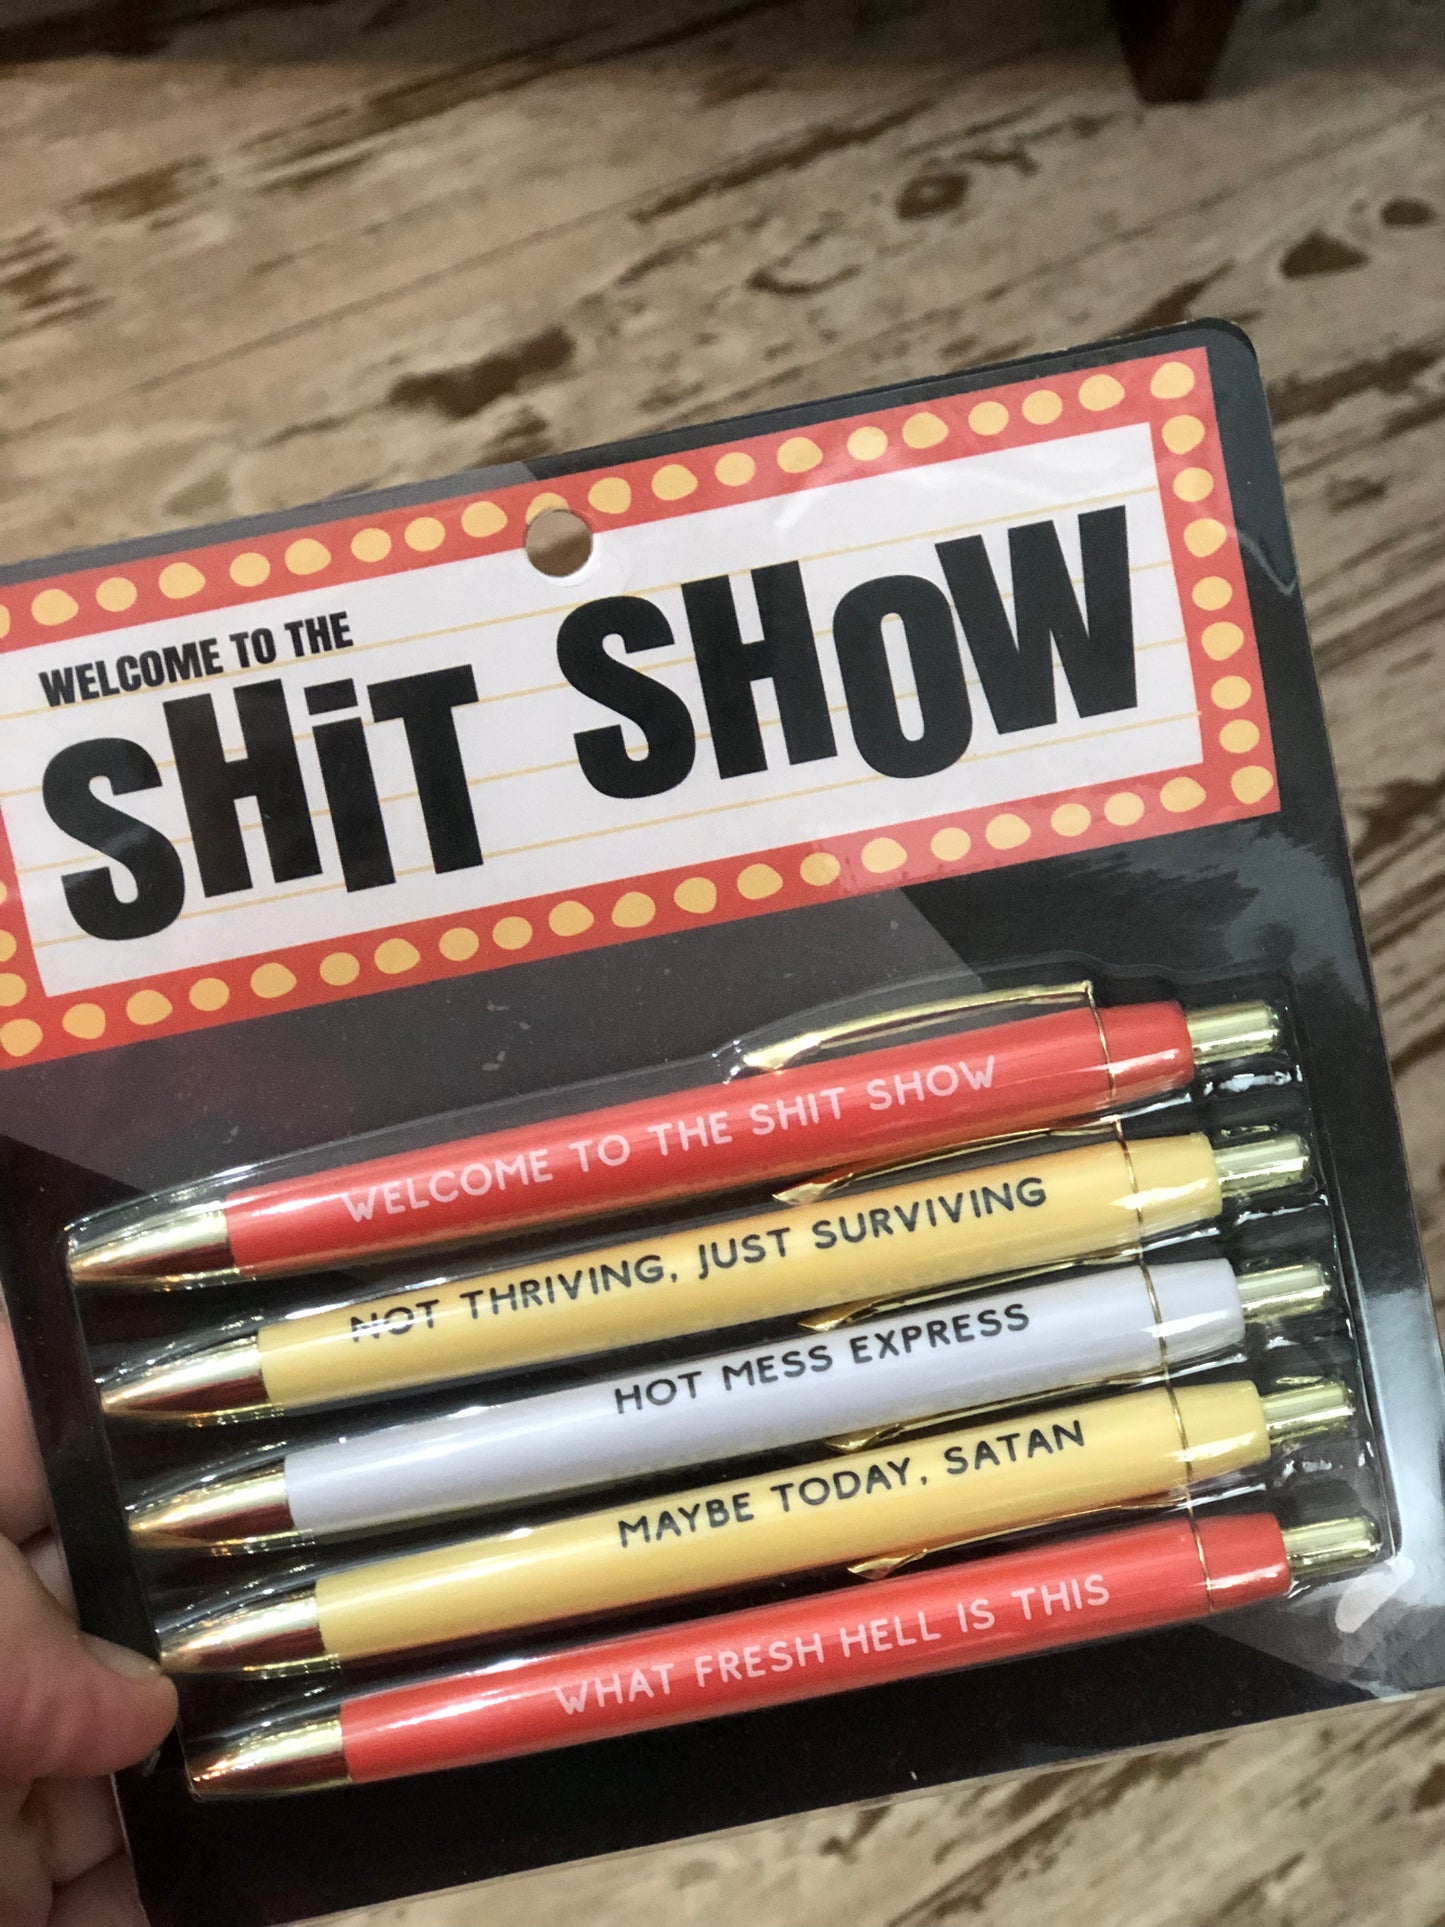 WELCOME TO THE
SHiT SHOW
WELCOME TO THE SHIT SHOW
NOT THRIVING, JUST SURVIVING
HOT MESS EXPRESS
MAYBE TODAY, SATAN
WHAT FRESH HELL IS THIS